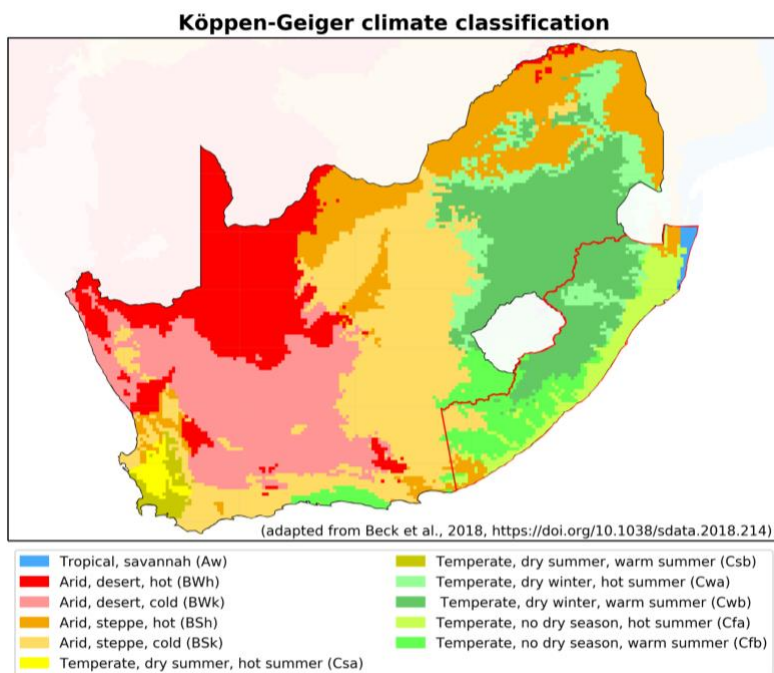 Köppen-Geiger climate classification
(adapted from Beck et al., 2018, https://doi.org/10.1038/sdata.2018.214)
Tropical, savannah (Aw)
Arid, desert, hot (BWh)
Arid, desert, cold (BWk)
Arid, steppe, hot (BSh)
Arid, steppe, cold (BSk)
Temperate, dry summer, hot summer (Csa)
Temperate, dry summer, warm summer (Csb)
Temperate, dry winter, hot summer (Cwa)
Temperate, dry winter, warm summer (Cwb)
Temperate, no dry season, hot summer (Cfa)
Temperate, no dry season, warm summer (Cfb)